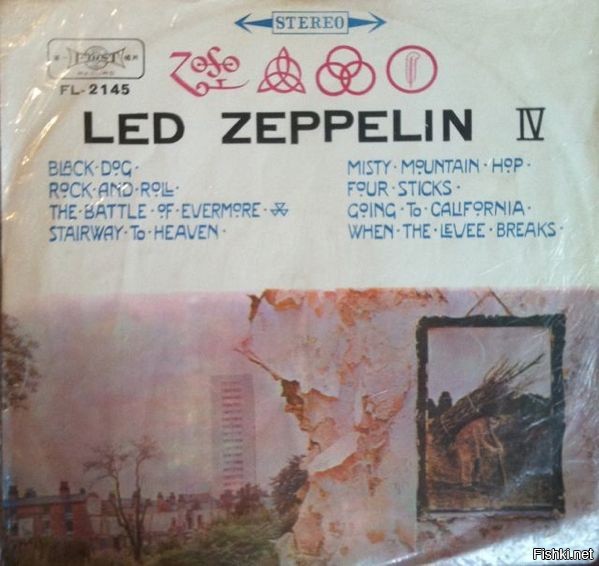 STEREO
FIRST
FL-2145
LED ZEPPELIN IV
BLACK·DOG·
ROCK·AND·ROLL·
THE·BATTLE·OF·EVERMORE·
STAIRWAY·TO·HEAVEN·
MISTY·MOUNTAIN·HOP·
FOUR·STICKS·
GOING·TO·CALIFORNIA·
WHEN·THE·LEVEE·BREAKS·
Fishki.net